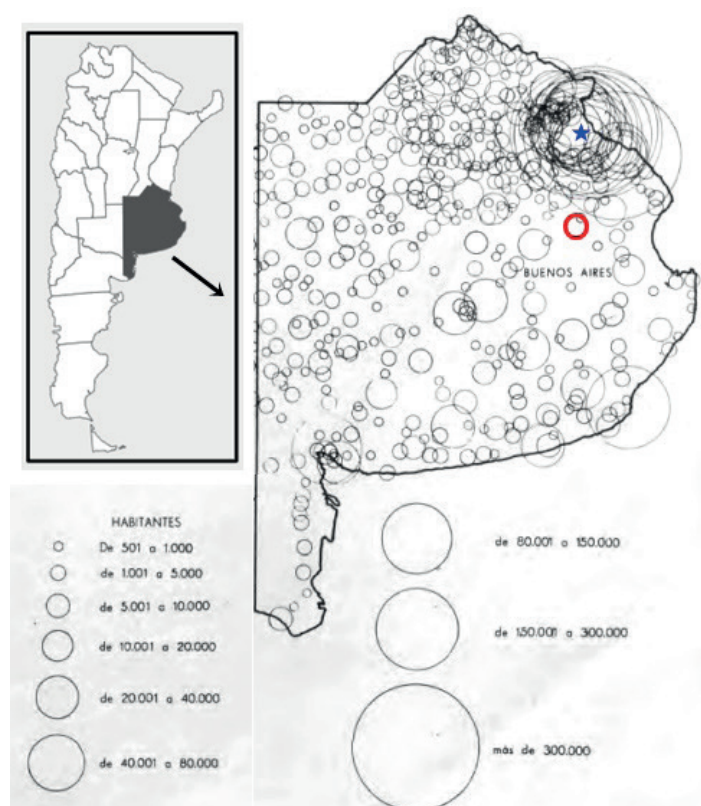 BUENOS AIRES
HABITANTES
De 501 a 1.000
de 1.001 a 5.000
de 5.001 a 10.000
de 10.001 a 20.000
de 20.001 a 40.000
de 40.001 a 80.000
de 80.001 a 150.000
de 150.001 a 300.000
más de 300.000